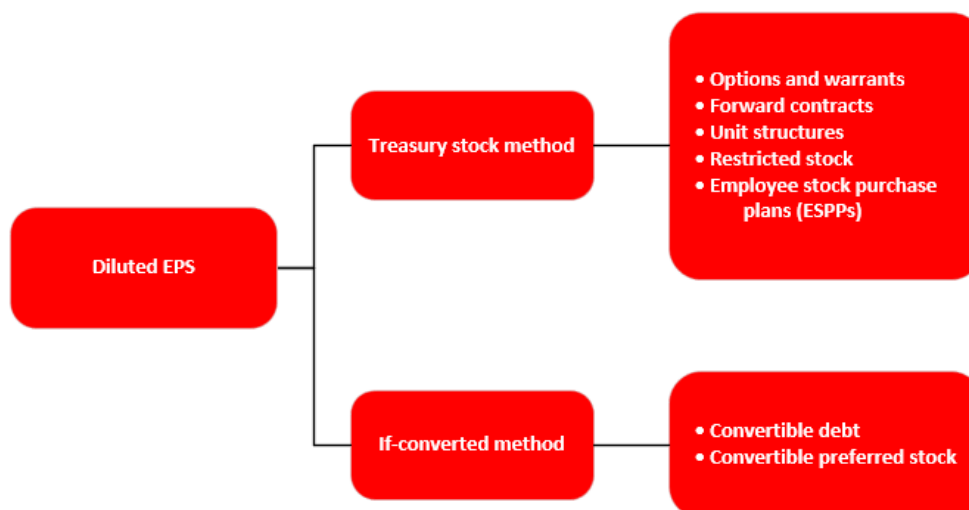 Diluted EPS
Treasury stock method
• Options and warrants
• Forward contracts
• Unit structures
• Restricted stock
• Employee stock purchase
plans (ESPPs)
If-converted method
• Convertible debt
• Convertible preferred stock